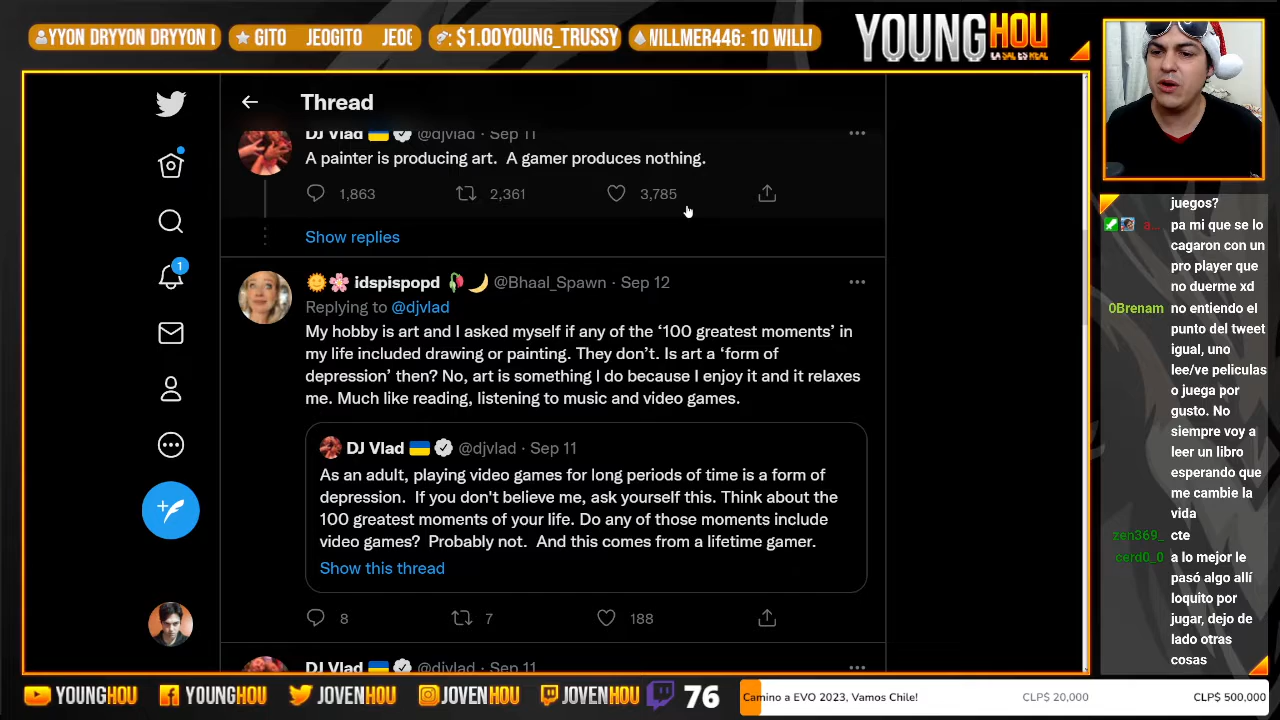 YYON DRYYON DRYYON D
GITO JEOGITO JEOG
: $1.00YOUNG_TRUSSY
WILLMER446: 10 WILLI
YOUNGHOU
LA SAL ES REAL
Thread
DJ Vlad @djvlad · Sep 11
A painter is producing art. A gamer produces nothing.
1,863 2,361 3,785
Show replies
idspispopd @Bhaal_Spawn · Sep 12
Replying to @djvlad
My hobby is art and I asked myself if any of the ‘100 greatest moments’ in
my life included drawing or painting. They don’t. Is art a ‘form of
depression’ then? No, art is something I do because I enjoy it and it relaxes
me. Much like reading, listening to music and video games.
DJ Vlad @djvlad · Sep 11
As an adult, playing video games for long periods of time is a form of
depression. If you don't believe me, ask yourself this. Think about the
100 greatest moments of your life. Do any of those moments include
video games? Probably not. And this comes from a lifetime gamer.
Show this thread
8 7 188
DJ Vlad @djvlad · Sep 11
1
juegos?
a... pa mi que se lo
cagaron con un
pro player que
no duerme xd
0Brenam no entiendo el
punto del tweet
igual, uno
lee/ve peliculas
o juega por
gusto. No
siempre voy a
leer un libro
esperando que
me cambie la
vida
zen369_ cte
cerd0_0 a lo mejor le
pasó algo allí
loquito por
jugar, dejo de
lado otras
cosas
YOUNGHOU YOUNGHOU JOVENHOU JOVENHOU JOVENHOU 76
Camino a EVO 2023, Vamos Chile! CLP$ 20,000 CLP$ 500,000